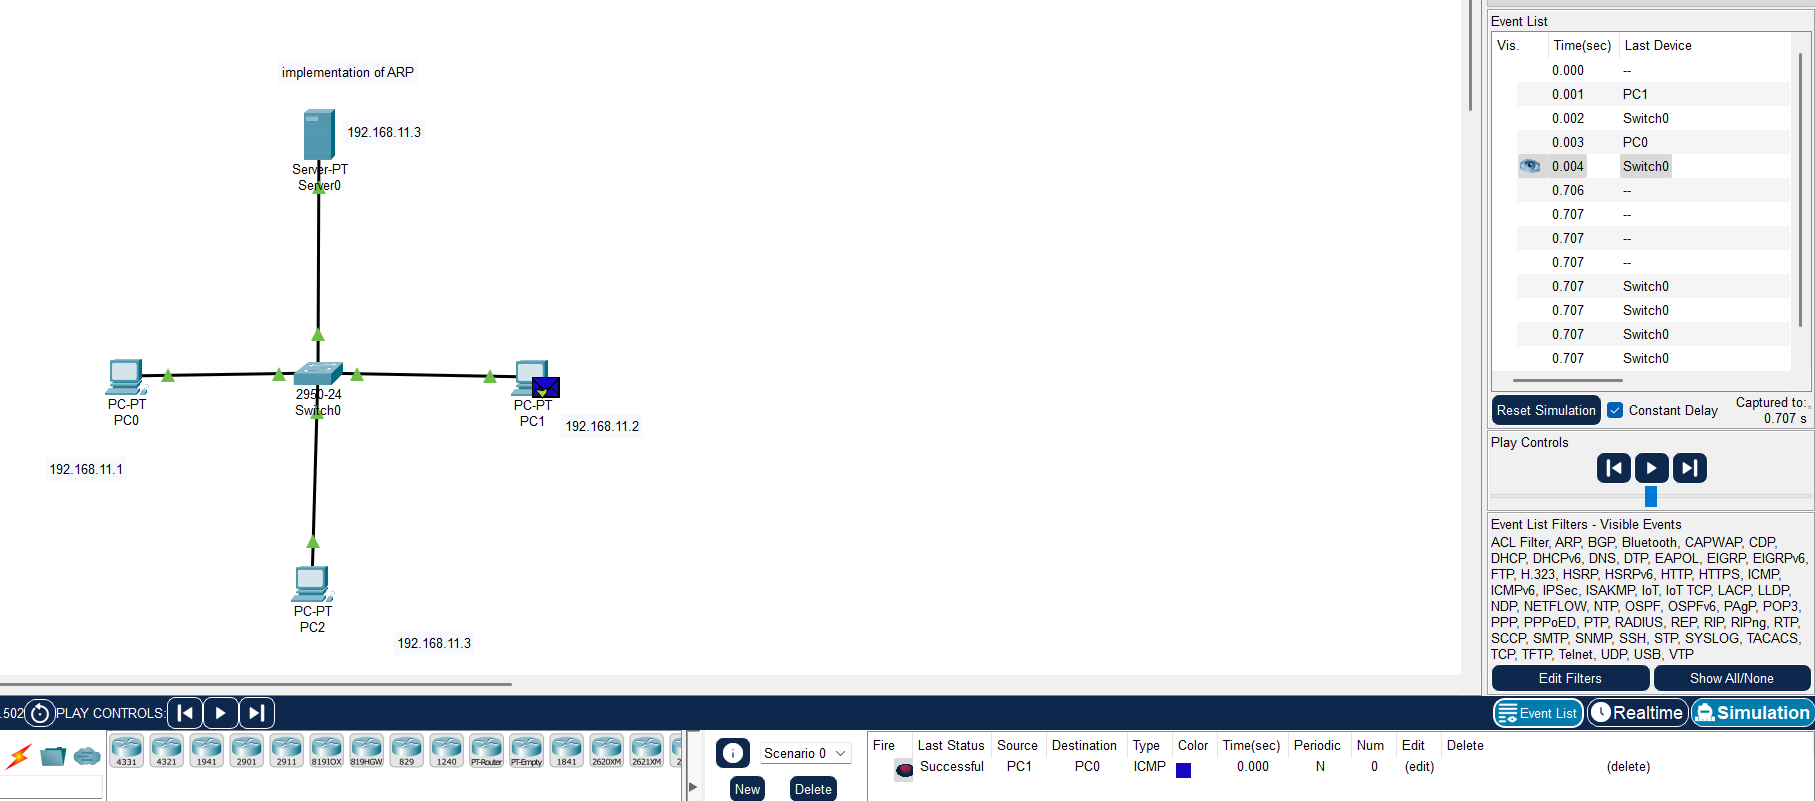 implementation of ARP
192.168.11.3
Server-PT
Server0
2950-24
Switch0
PC-PT
PC0
PC-PT
PC1
192.168.11.2
192.168.11.1
PC-PT
PC2
192.168.11.3
Event List
Vis. Time(sec) Last Device
0.000 --
0.001 PC1
0.002 Switch0
0.003 PC0
0.004 Switch0
0.706 --
0.707 --
0.707 --
0.707 --
0.707 Switch0
0.707 Switch0
0.707 Switch0
0.707 Switch0
Reset Simulation Constant Delay Captured to:
0.707 s
Play Controls
Event List Filters - Visible Events
ACL Filter, ARP, BGP, Bluetooth, CAPWAP, CDP,
DHCP, DHCPv6, DNS, DTP, EAPOL, EIGRP, EIGRPv6,
FTP, H.323, HSRP, HSRPv6, HTTP, HTTPS, ICMP,
ICMPv6, IPSec, ISAKMP, IoT, IoT TCP, LACP, LLDP,
NDP, NETFLOW, NTP, OSPF, OSPFv6, PAgP, POP3,
PPP, PPPoED, PTP, RADIUS, REP, RIP, RIPng, RTP,
SCCP, SMTP, SNMP, SSH, STP, SYSLOG, TACACS,
TCP, TFTP, Telnet, UDP, USB, VTP
Edit Filters Show All/None
.502 PLAY CONTROLS: Event List Realtime Simulation
4331 4321 1941 2901 2911 819IOX 819HGW 829 1240 PT-Router PT-Empty 1841 2620XM 2621XM 2
Scenario 0
New Delete
Fire Last Status Source Destination Type Color Time(sec) Periodic Num Edit Delete
Successful PC1 PC0 ICMP 0.000 N 0 (edit) (delete)